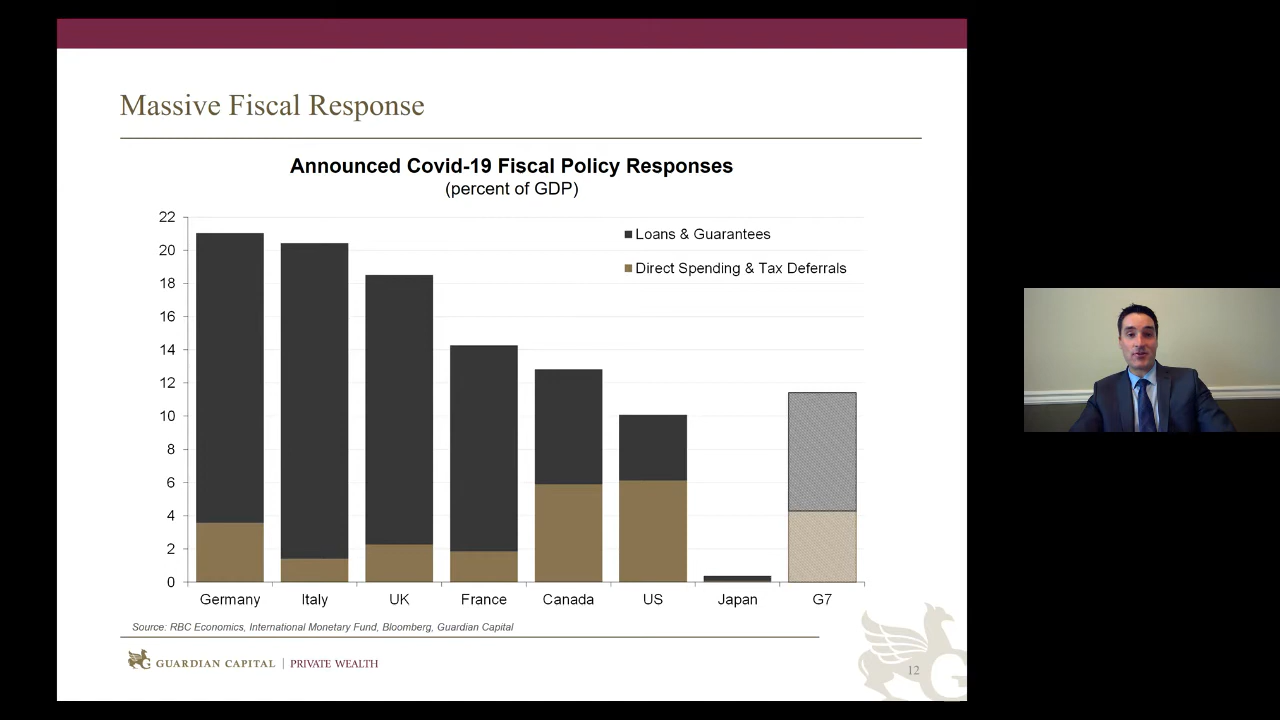 Massive Fiscal Response
Announced Covid-19 Fiscal Policy Responses
(percent of GDP)
22
20
18
16
14
12
10
8
6
4
2
0
Loans & Guarantees
Direct Spending & Tax Deferrals
Germany Italy UK France Canada US Japan G7
Source: RBC Economics, International Monetary Fund, Bloomberg, Guardian Capital
GUARDIAN CAPITAL | PRIVATE WEALTH
12